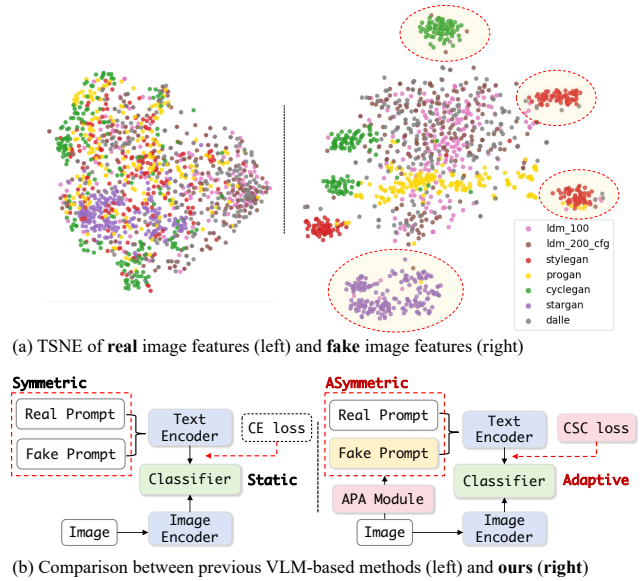 ldm_100
ldm_200_cfg
stylegan
progan
cyclegan
stargan
dalle
(a) TSNE of real image features (left) and fake image features (right)
Symmetric
Real Prompt
Fake Prompt
Text Encoder
CE loss
Classifier
Static
Image
Image Encoder
ASymmetric
Real Prompt
Fake Prompt
Text Encoder
CSC loss
Classifier
Adaptive
APA Module
Image
Image Encoder
(b) Comparison between previous VLM-based methods (left) and ours (right)